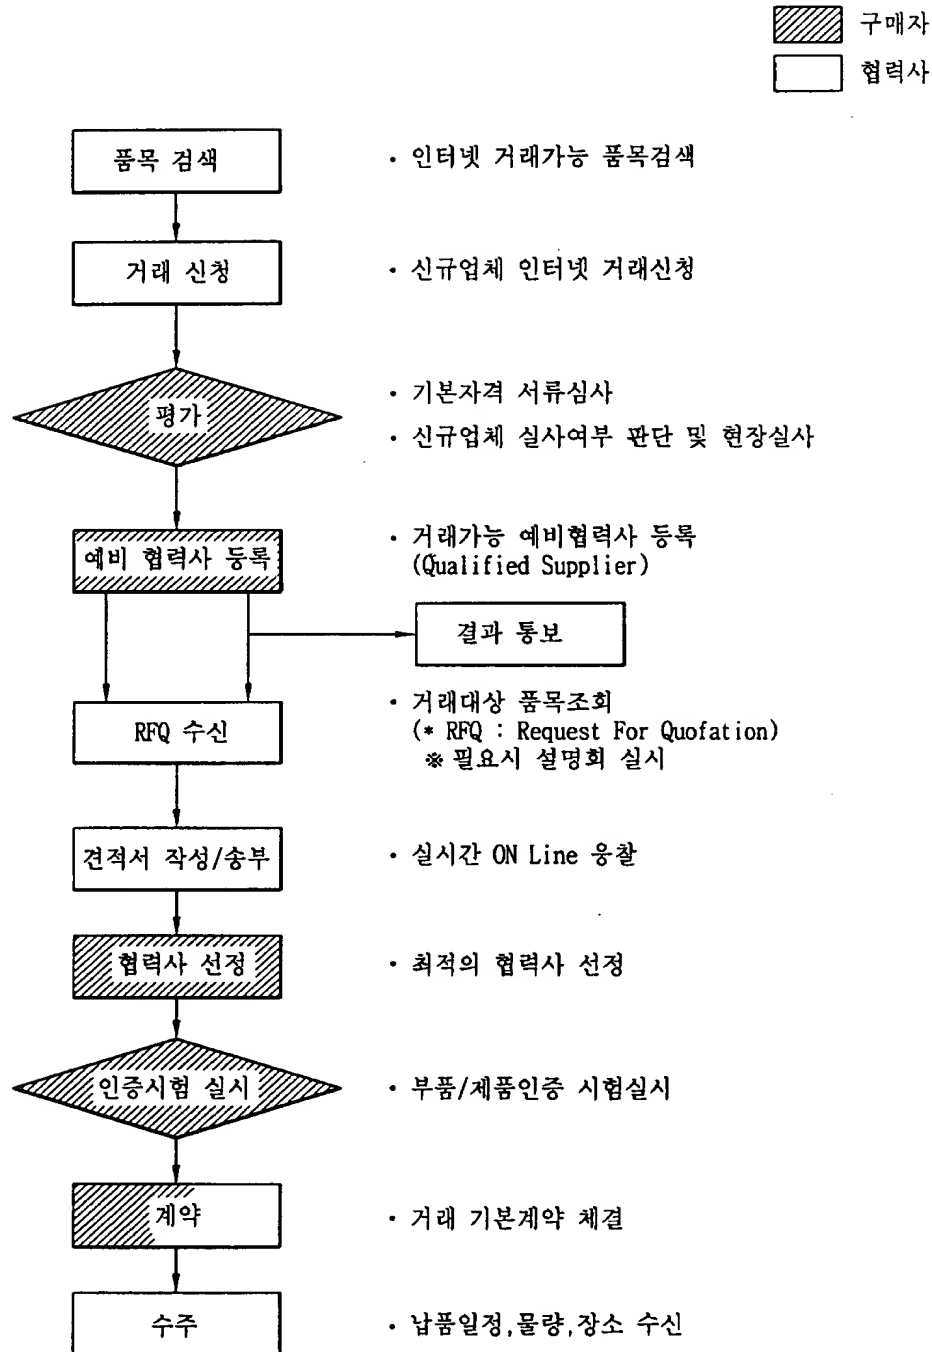 구매자
협력사
품목 검색
• 인터넷 거래가능 품목검색
거래 신청
• 신규업체 인터넷 거래신청
평가
• 기본자격 서류심사
• 신규업체 실사여부 판단 및 현장실사
예비 협력사 등록
• 거래가능 예비협력사 등록
(Qualified Supplier)
결과 통보
RFQ 수신
• 거래대상 품목조회
(* RFQ : Request For Quofation)
※ 필요시 설명회 실시
견적서 작성/송부
• 실시간 ON Line 응찰
협력사 선정
• 최적의 협력사 선정
인증시험 실시
• 부품/제품인증 시험실시
계약
• 거래 기본계약 체결
수주
• 납품일정,물량,장소 수신